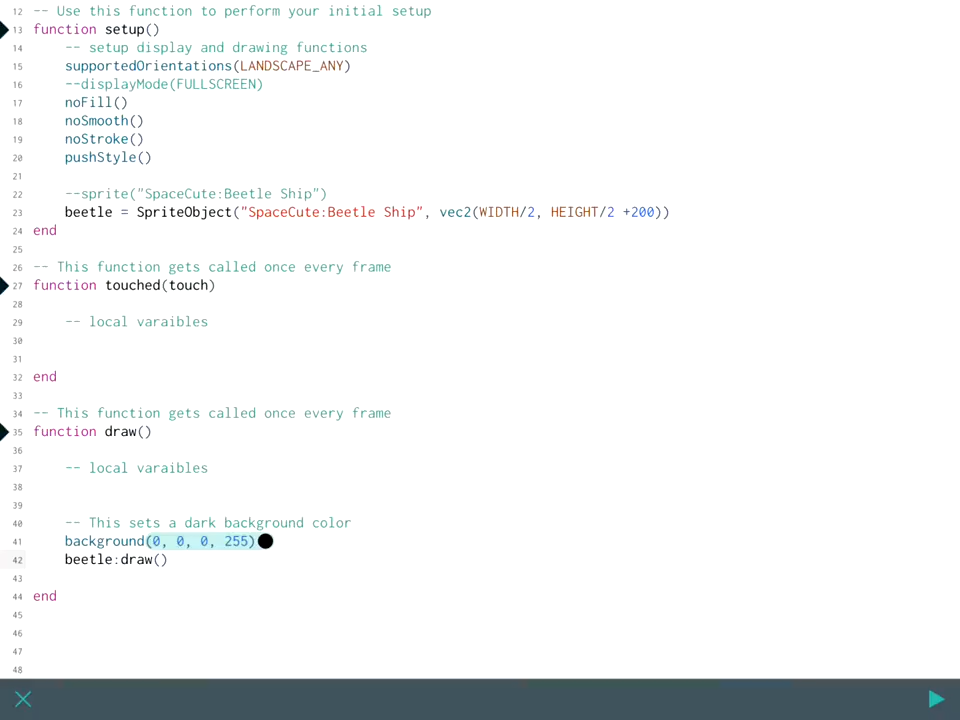 12 -- Use this function to perform your initial setup
13 function setup()
14 -- setup display and drawing functions
15 supportedOrientations(LANDSCAPE_ANY)
16 --displayMode(FULLSCREEN)
17 noFill()
18 noSmooth()
19 noStroke()
20 pushStyle()
21
22 --sprite("SpaceCute:Beetle Ship")
23 beetle = SpriteObject("SpaceCute:Beetle Ship", vec2(WIDTH/2, HEIGHT/2 +200))
24 end
25
26 -- This function gets called once every frame
27 function touched(touch)
28
29 -- local varaibles
30
31
32 end
33
34 -- This function gets called once every frame
35 function draw()
36
37 -- local varaibles
38
39
40 -- This sets a dark background color
41 background(0, 0, 0, 255)
42 beetle:draw()
43
44 end
45
46
47
48